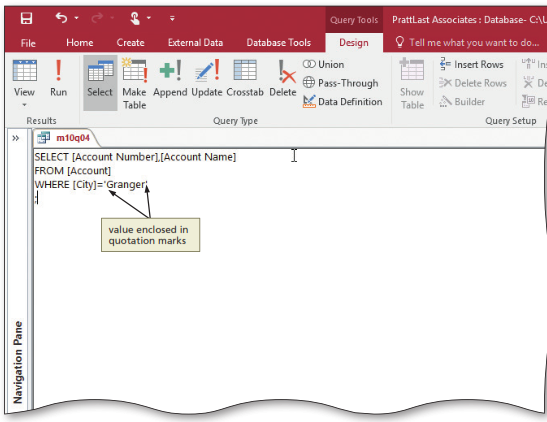 Query Tools
PrattLast Associates : Database- C:\U
File
Home
Create
External Data
Database Tools
Design
Tell me what you want to do...
View
Run
Select
Make
Table
Append
Update
Crosstab
Delete
Union
Pass-Through
Data Definition
Show
Table
Insert Rows
Delete Rows
Builder
Ins
De
Re
Results
Query Type
Query Setup
»
m10q04
SELECT [Account Number],[Account Name]
FROM [Account]
WHERE [City]='Granger'
;
value enclosed in
quotation marks
Navigation Pane